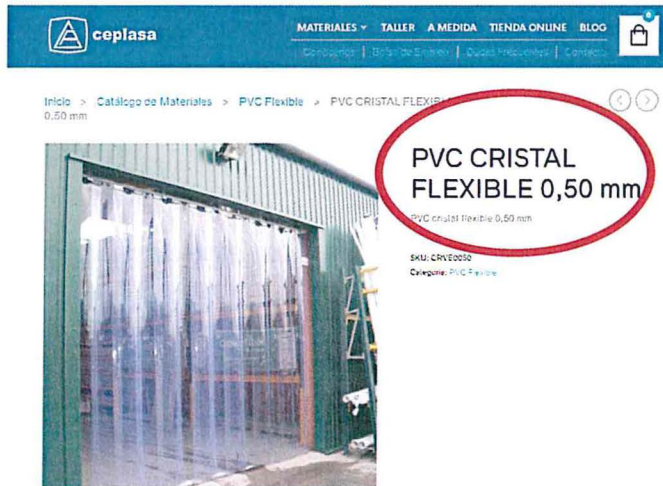 ceplasa
MATERIALES TALLER A MEDIDA TIENDA ONLINE BLOG
Inicio > Catálogo de Materiales > PVC Flexible > PVC CRISTAL FLEXIBLE
0,50 mm
PVC CRISTAL
FLEXIBLE 0,50 mm
PVC cristal flexible 0,50 mm
SKU: CRVE0050
Categoría: PVC Flexible